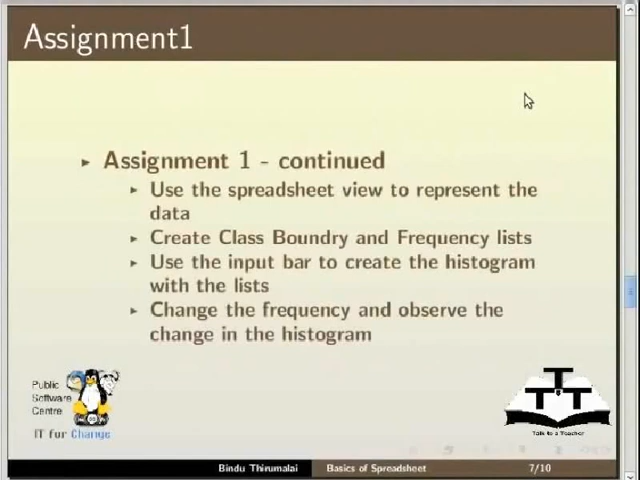 Assignment1
Assignment 1 - continued
Use the spreadsheet view to represent the
data
Create Class Boundry and Frequency lists
Use the input bar to create the histogram
with the lists
Change the frequency and observe the
change in the histogram
Public
Software
Centre
IT for Change
T
T T
Talk to a Teacher
Bindu Thirumalai
Basics of Spreadsheet
7/10